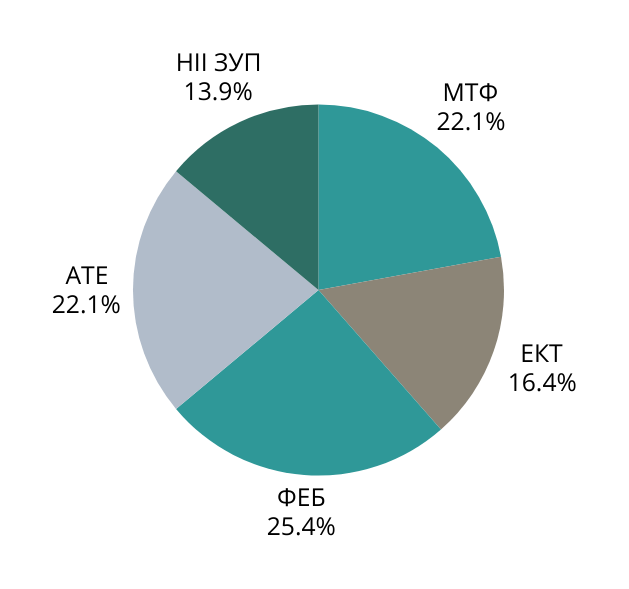 НІІ ЗУП
13.9%
МТФ
22.1%
ЕКТ
16.4%
ФЕБ
25.4%
АТЕ
22.1%